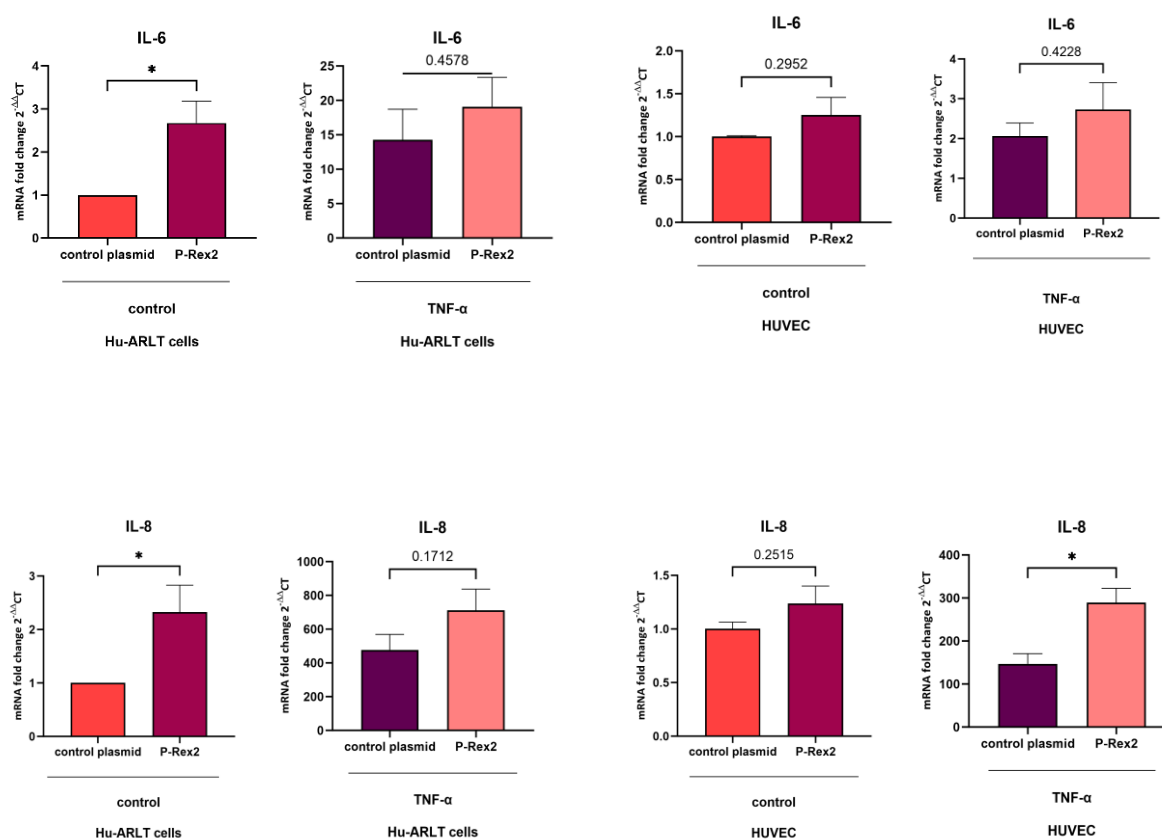 IL-6
mRNA fold change 2^-ΔΔCT
4
3
2
1
0
*
control plasmid P-Rex2
control
Hu-ARLT cells
IL-6
mRNA fold change 2^-ΔΔCT
25
20
15
10
5
0
0.4578
control plasmid P-Rex2
TNF-α
Hu-ARLT cells
IL-6
mRNA fold change 2^-ΔΔCT
2.0
1.5
1.0
0.5
0.0
0.2952
control plasmid P-Rex2
control
HUVEC
IL-6
mRNA fold change 2^-ΔΔCT
4
3
2
1
0
0.4228
control plasmid P-Rex2
TNF-α
HUVEC
IL-8
mRNA fold change 2^-ΔΔCT
3
2
1
0
*
control plasmid P-Rex2
control
Hu-ARLT cells
IL-8
mRNA fold change 2^-ΔΔCT
1000
800
600
400
200
0
0.1712
control plasmid P-Rex2
TNF-α
Hu-ARLT cells
IL-8
mRNA fold change 2^-ΔΔCT
1.5
1.0
0.5
0.0
0.2515
control plasmid P-Rex2
control
HUVEC
IL-8
mRNA fold change 2^-ΔΔCT
400
300
200
100
0
*
control plasmid P-Rex2
TNF-α
HUVEC